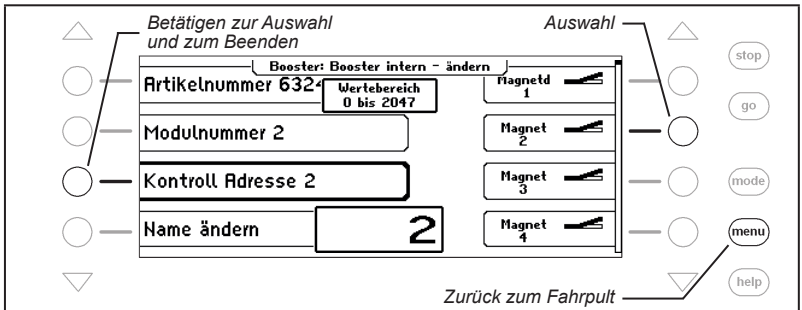 Betätigen zur Auswahl
und zum Beenden
Auswahl
stop
go
mode
menu
help
Booster: Booster intern - ändern
Artikelnummer 6324
Wertebereich
0 bis 2047
Modulnummer 2
Kontroll Adresse 2
Name ändern
2
Magnetd
1
Magnet
2
Magnet
3
Magnet
4
Zurück zum Fahrpult